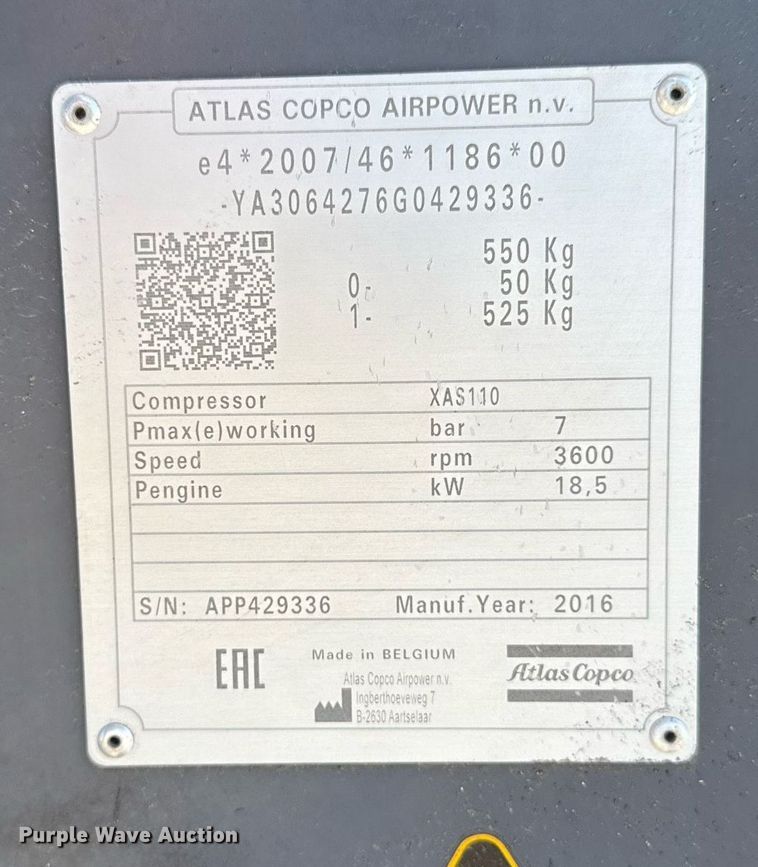 ATLAS COPCO AIRPOWER n.v.
e4*2007/46*1186*00
-YA3064276G0429336-
550 Kg
0- 50 Kg
1- 525 Kg
Compressor XAS110
Pmax(e)working bar 7
Speed rpm 3600
Pengine kW 18,5
S/N: APP429336 Manuf.Year: 2016
EAC
Made in BELGIUM
Atlas Copco Airpower n.v.
Ingberthoeveweg 7
B-2630 Aartselaar
Atlas Copco
Purple Wave Auction